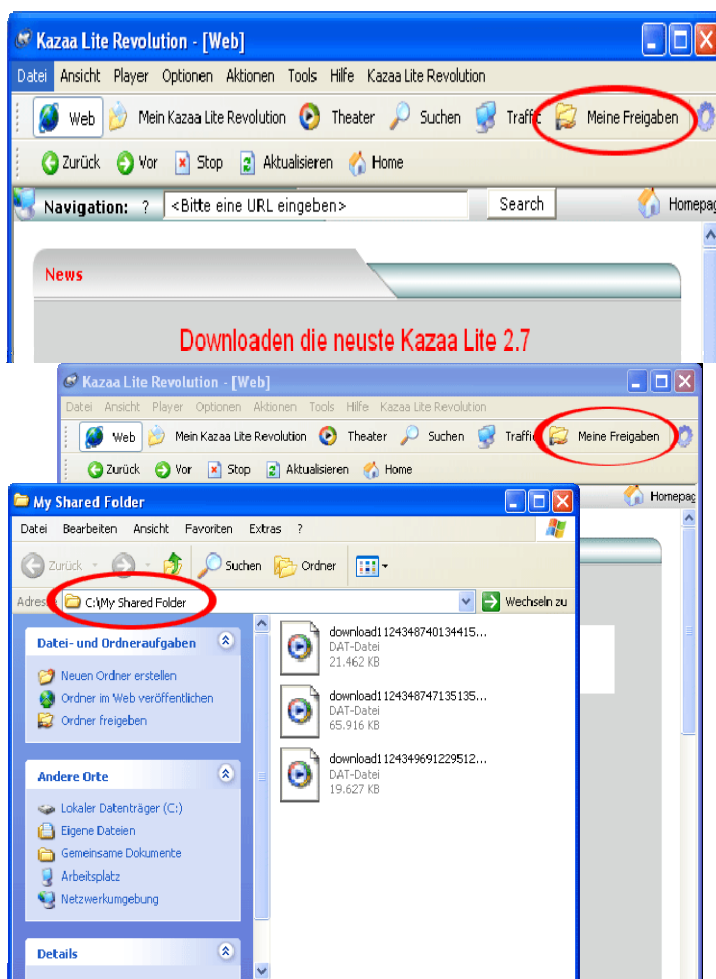 Kazaa Lite Revolution - [Web]
Datei Ansicht Player Optionen Aktionen Tools Hilfe Kazaa Lite Revolution
Web Mein Kazaa Lite Revolution Theater Suchen Traffic Meine Freigaben
Zurück Vor Stop Aktualisieren Home
Navigation: ? <Bitte eine URL eingeben> Search Homepag
News
Downloaden die neuste Kazaa Lite 2.7
Kazaa Lite Revolution - [Web]
Datei Ansicht Player Optionen Aktionen Tools Hilfe Kazaa Lite Revolution
Web Mein Kazaa Lite Revolution Theater Suchen Traffic Meine Freigaben
Zurück Vor Stop Aktualisieren Home
Homepag
My Shared Folder
Datei Bearbeiten Ansicht Favoriten Extras ?
Zurück Suchen Ordner
Adresse C:\My Shared Folder Wechseln zu
Datei- und Ordneraufgaben
Neuen Ordner erstellen
Ordner im Web veröffentlichen
Ordner freigeben
Andere Orte
Lokaler Datenträger (C:)
Eigene Dateien
Gemeinsame Dokumente
Arbeitsplatz
Netzwerkumgebung
Details
download1124348740134415...
DAT-Datei
21.462 KB
download1124348747135135...
DAT-Datei
65.916 KB
download1124349691229512...
DAT-Datei
19.627 KB